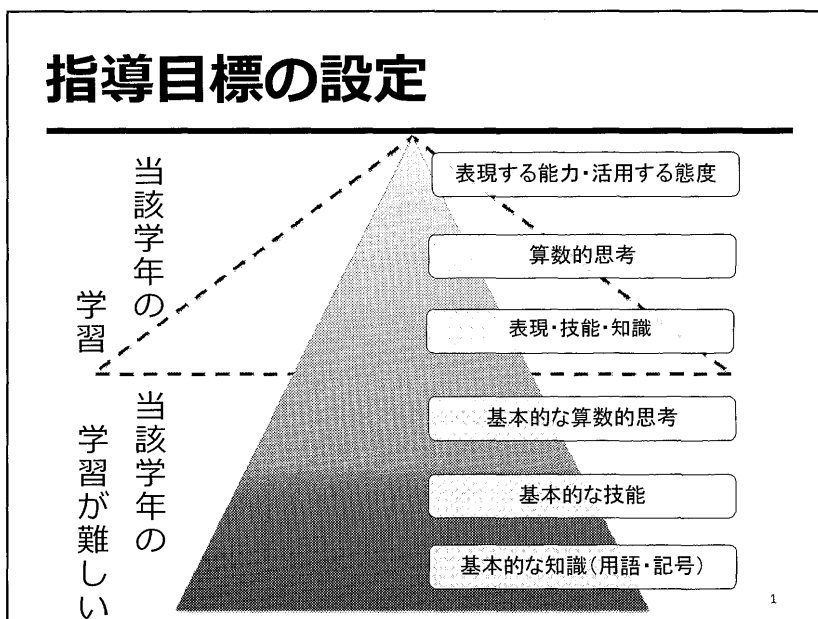 指導目標の設定
当該学年の
学習
表現する能力・活用する態度
算数的思考
表現・技能・知識
当該学年の
学習が難しい
基本的な算数的思考
基本的な技能
基本的な知識(用語・記号)
1